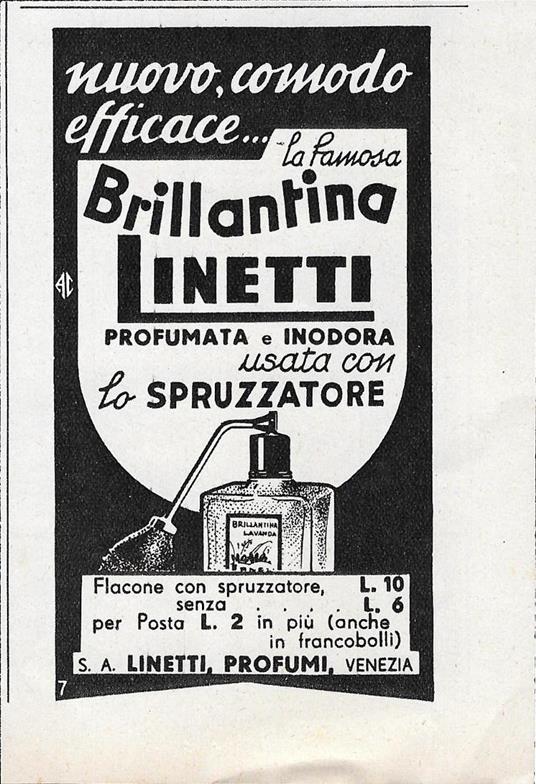 nuovo, comodo
efficace...
la famosa
Brillantina
LINETTI
AC
PROFUMATA e INODORA
usata con
lo SPRUZZATORE
BRILLANTINA
LAVANDA
Flacone con spruzzatore, L. 10
senza . . . . L. 6
per Posta L. 2 in più (anche
in francobolli)
S. A. LINETTI, PROFUMI, VENEZIA
7